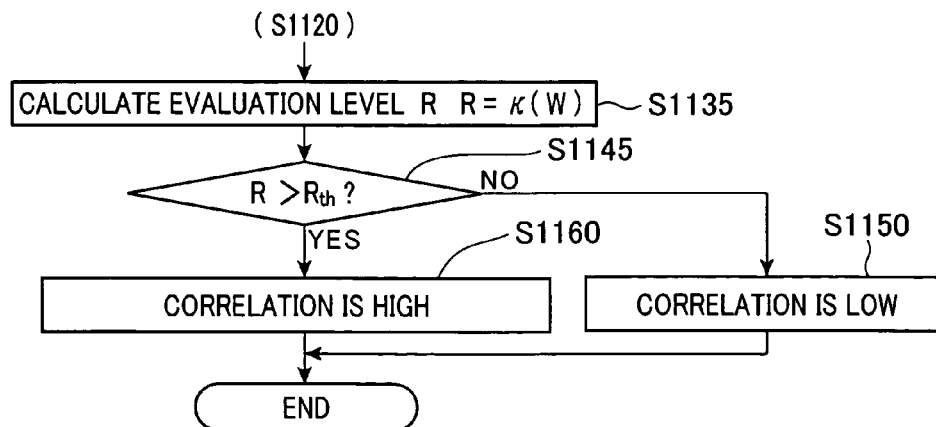 (S1120)
CALCULATE EVALUATION LEVEL R R = κ(W)
S1135
S1145
R >Rth ?
NO
YES
S1160
S1150
CORRELATION IS HIGH
CORRELATION IS LOW
END